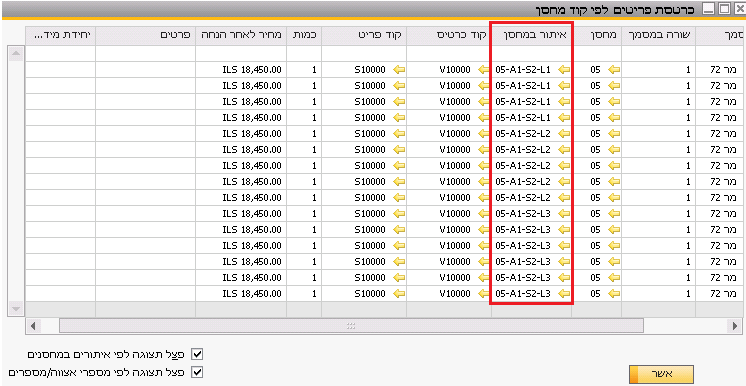 כרטסת פריטים לפי קוד מחסן
סמך שורה במסמך מחסן איתור במחסן קוד כרטיס קוד פריט כמות מחיר לאחר הנחה פרטים יחידת מיד...
מר 72 1 05 05-A1-S2-L1 V10000 S10000 1 ILS 18,450.00
מר 72 1 05 05-A1-S2-L1 V10000 S10000 1 ILS 18,450.00
מר 72 1 05 05-A1-S2-L1 V10000 S10000 1 ILS 18,450.00
מר 72 1 05 05-A1-S2-L1 V10000 S10000 1 ILS 18,450.00
מר 72 1 05 05-A1-S2-L2 V10000 S10000 1 ILS 18,450.00
מר 72 1 05 05-A1-S2-L2 V10000 S10000 1 ILS 18,450.00
מר 72 1 05 05-A1-S2-L2 V10000 S10000 1 ILS 18,450.00
מר 72 1 05 05-A1-S2-L2 V10000 S10000 1 ILS 18,450.00
מר 72 1 05 05-A1-S2-L2 V10000 S10000 1 ILS 18,450.00
מר 72 1 05 05-A1-S2-L3 V10000 S10000 1 ILS 18,450.00
מר 72 1 05 05-A1-S2-L3 V10000 S10000 1 ILS 18,450.00
מר 72 1 05 05-A1-S2-L3 V10000 S10000 1 ILS 18,450.00
מר 72 1 05 05-A1-S2-L3 V10000 S10000 1 ILS 18,450.00
מר 72 1 05 05-A1-S2-L3 V10000 S10000 1 ILS 18,450.00
מר 72 1 05 05-A1-S2-L3 V10000 S10000 1 ILS 18,450.00
פצל תצוגה לפי איתורים במחסנים
פצל תצוגה לפי מספרי אצווה/מספרים
אשר